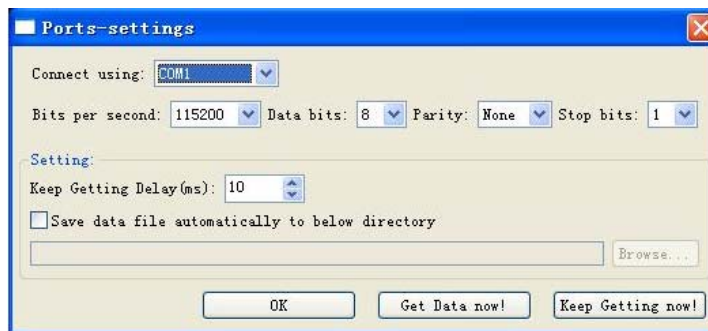 Ports-settings
Connect using: COM1
Bits per second: 115200 Data bits: 8 Parity: None Stop bits: 1
Setting:
Keep Getting Delay(ms): 10
Save data file automatically to below directory
Browse...
OK Get Data now! Keep Getting now!